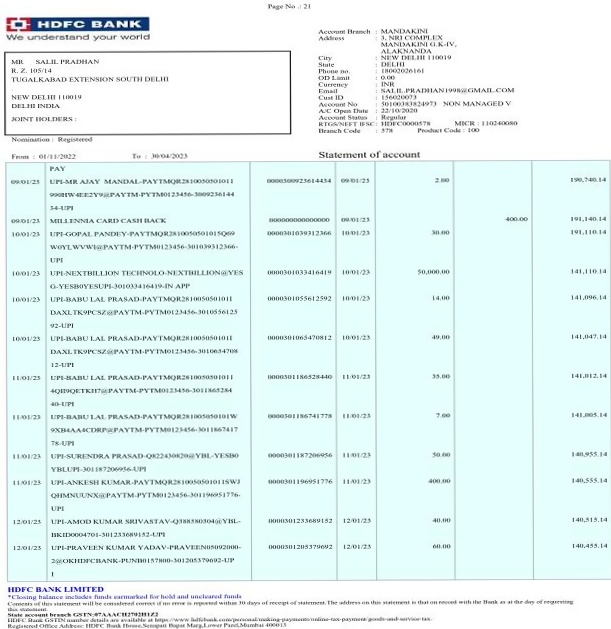 Page No .: 21
HDFC BANK
We understand your world
MR SALIL PRADHAN
R. Z. 105/14
TUGALKABAD EXTENSION SOUTH DELHI
NEW DELHI 110019
DELHI INDIA
JOINT HOLDERS :
Nomination : Registered
Account Branch : MANDAKINI
Address : 3, NRI COMPLEX
MANDAKINI G.K-IV,
ALAKNANDA
City : NEW DELHI 110019
State : DELHI
Phone no. : 18002026161
OD Limit : 0.00
Currency : INR
Email : SALIL.PRADHAN1998@GMAIL.COM
Cust ID : 156020073
Account No : 50100383824973 NON MANAGED V
A/C Open Date : 22/10/2020
Account Status : Regular
RTGS/NEFT IFSC: HDFC0000578 MICR : 110240080
Branch Code : 578 Product Code : 100
From : 01/11/2022 To : 30/04/2023 Statement of account
PAY
09/01/23 UPI-MR AJAY MANDAL-PAYTMQR2810050501011 0000300923614434 09/01/23 2.00 190,740.14
999HW4EE2Y9@PAYTM-PYTM0123456-3009236144
34-UPI
09/01/23 MILLENNIA CARD CASH BACK 000000000000000 09/01/23 400.00 191,140.14
10/01/23 UPI-GOPAL PANDEY-PAYTMQR2810050501015Q69 0000301039312366 10/01/23 30.00 191,110.14
W0YLWVWI@PAYTM-PYTM0123456-301039312366-
UPI
10/01/23 UPI-NEXTBILLION TECHNOLO-NEXTBILLION@YES 0000301033416419 10/01/23 50,000.00 141,110.14
G-YESB0YESUPI-301033416419-IN APP
10/01/23 UPI-BABU LAL PRASAD-PAYTMQR2810050501011 0000301055612592 10/01/23 14.00 141,096.14
DAXLTK9PCSZ@PAYTM-PYTM0123456-3010556125
92-UPI
10/01/23 UPI-BABU LAL PRASAD-PAYTMQR2810050501011 0000301065470812 10/01/23 49.00 141,047.14
DAXLTK9PCSZ@PAYTM-PYTM0123456-3010654708
12-UPI
11/01/23 UPI-BABU LAL PRASAD-PAYTMQR2810050501011 0000301186528440 11/01/23 35.00 141,012.14
4QH9QETKH7@PAYTM-PYTM0123456-3011865284
40-UPI
11/01/23 UPI-BABU LAL PRASAD-PAYTMQR281005050101W 0000301186741778 11/01/23 7.00 141,005.14
9XB4AA4CDRP@PAYTM-PYTM0123456-3011867417
78-UPI
11/01/23 UPI-SURENDRA PRASAD-Q822430820@YBL-YESB0 0000301187206956 11/01/23 50.00 140,955.14
YBLUPI-301187206956-UPI
11/01/23 UPI-ANKESH KUMAR-PAYTMQR2810050501011SWJ 0000301196951776 11/01/23 400.00 140,555.14
QHMNUUNX@PAYTM-PYTM0123456-301196951776-
UPI
12/01/23 UPI-AMOD KUMAR SRIVASTAV-Q388580304@YBL- 0000301233689152 12/01/23 40.00 140,515.14
BKID0004701-301233689152-UPI
12/01/23 UPI-PRAVEEN KUMAR YADAV-PRAVEEN05092000- 0000301205379692 12/01/23 60.00 140,455.14
2@OKHDFCBANK-PUNB0157800-301205379692-UP
I
HDFC BANK LIMITED
*Closing balance includes funds earmarked for hold and uncleared funds
Contents of this statement will be considered correct if no error is reported within 30 days of receipt of statement.The address on this statement is that on record with the Bank as at the day of requesting
this statement.
State account branch GSTN:07AAACH2702H1Z2
HDFC Bank GSTIN number details are available at https://www.hdfcbank.com/personal/making-payments/online-tax-payment/goods-and-service-tax.
Registered Office Address: HDFC Bank House,Senapati Bapat Marg,Lower Parel,Mumbai 400013